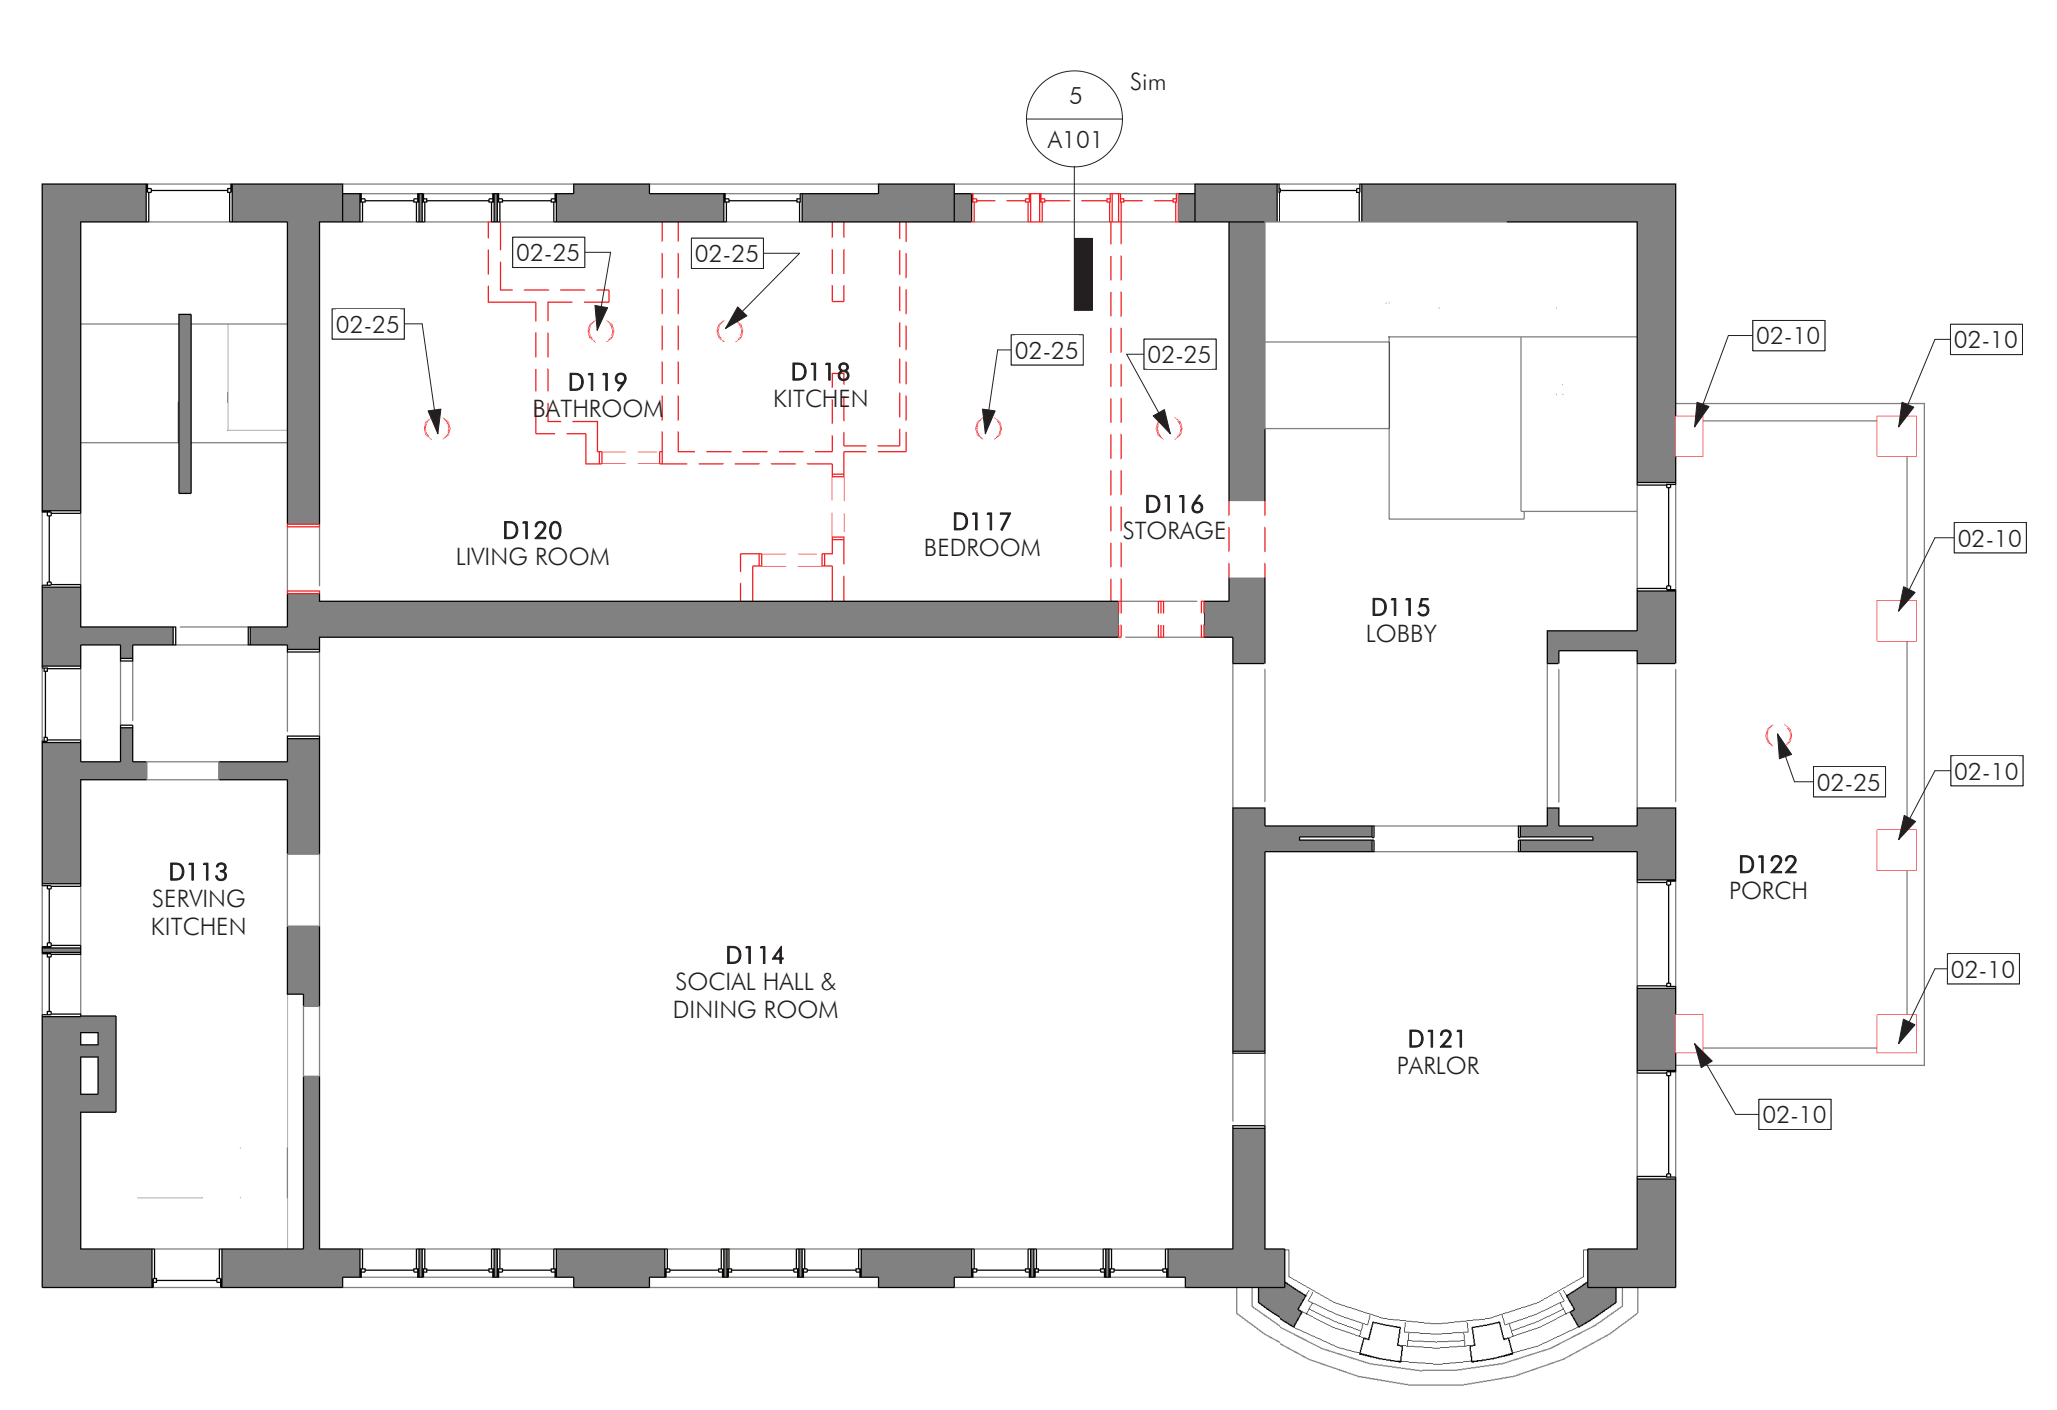 Sim
5
A101
02-25
02-25
02-25
02-25
02-25
02-10
02-10
D119
BATHROOM
D118
KITCHEN
D120
LIVING ROOM
D117
BEDROOM
D116
STORAGE
02-10
D115
LOBBY
02-10
02-25
D113
SERVING
KITCHEN
D122
PORCH
D114
SOCIAL HALL &
DINING ROOM
02-10
D121
PARLOR
02-10